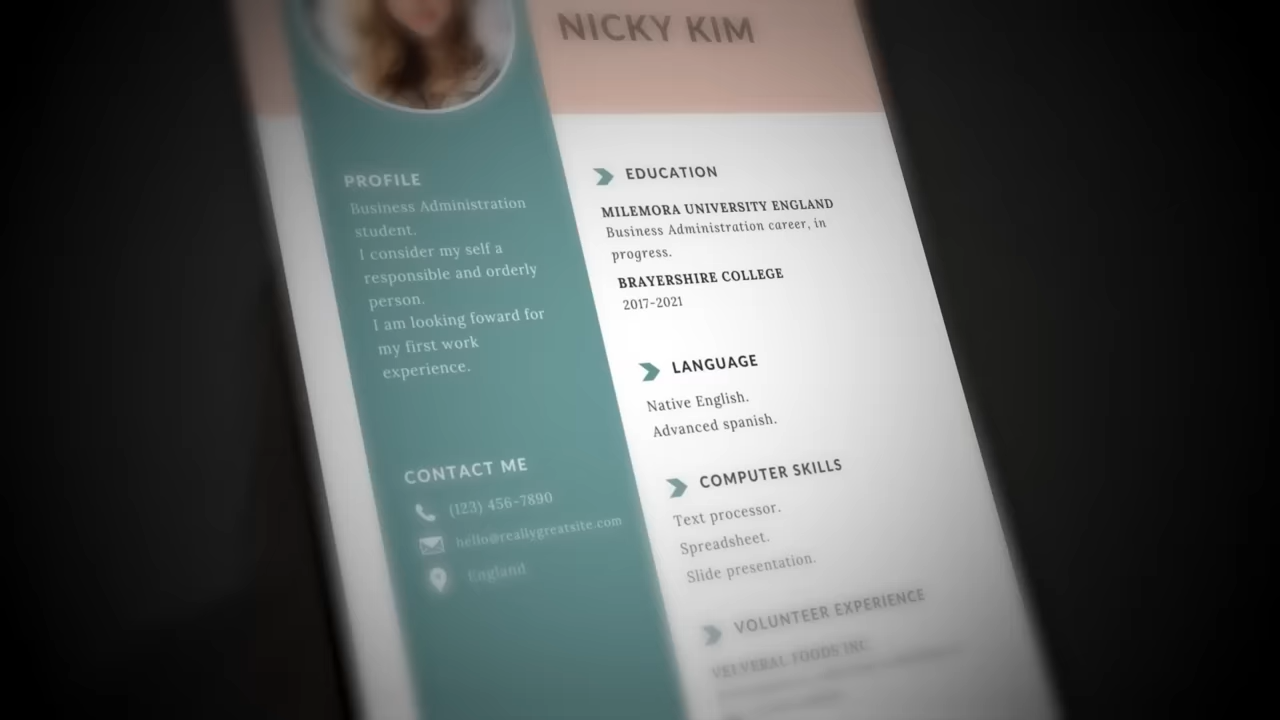 NICKY KIM
PROFILE
Business Administration
student.
I consider my self a
responsible and orderly
person.
I am looking foward for
my first work
experience.
CONTACT ME
(123) 456-7890
hello@reallygreatsite.com
England
EDUCATION
MILEMORA UNIVERSITY ENGLAND
Business Administration career, in
progress.
BRAYERSHIRE COLLEGE
2017-2021
LANGUAGE
Native English.
Advanced spanish.
COMPUTER SKILLS
Text processor.
Spreadsheet.
Slide presentation.
VOLUNTEER EXPERIENCE
VELVERAL FOODS INC.